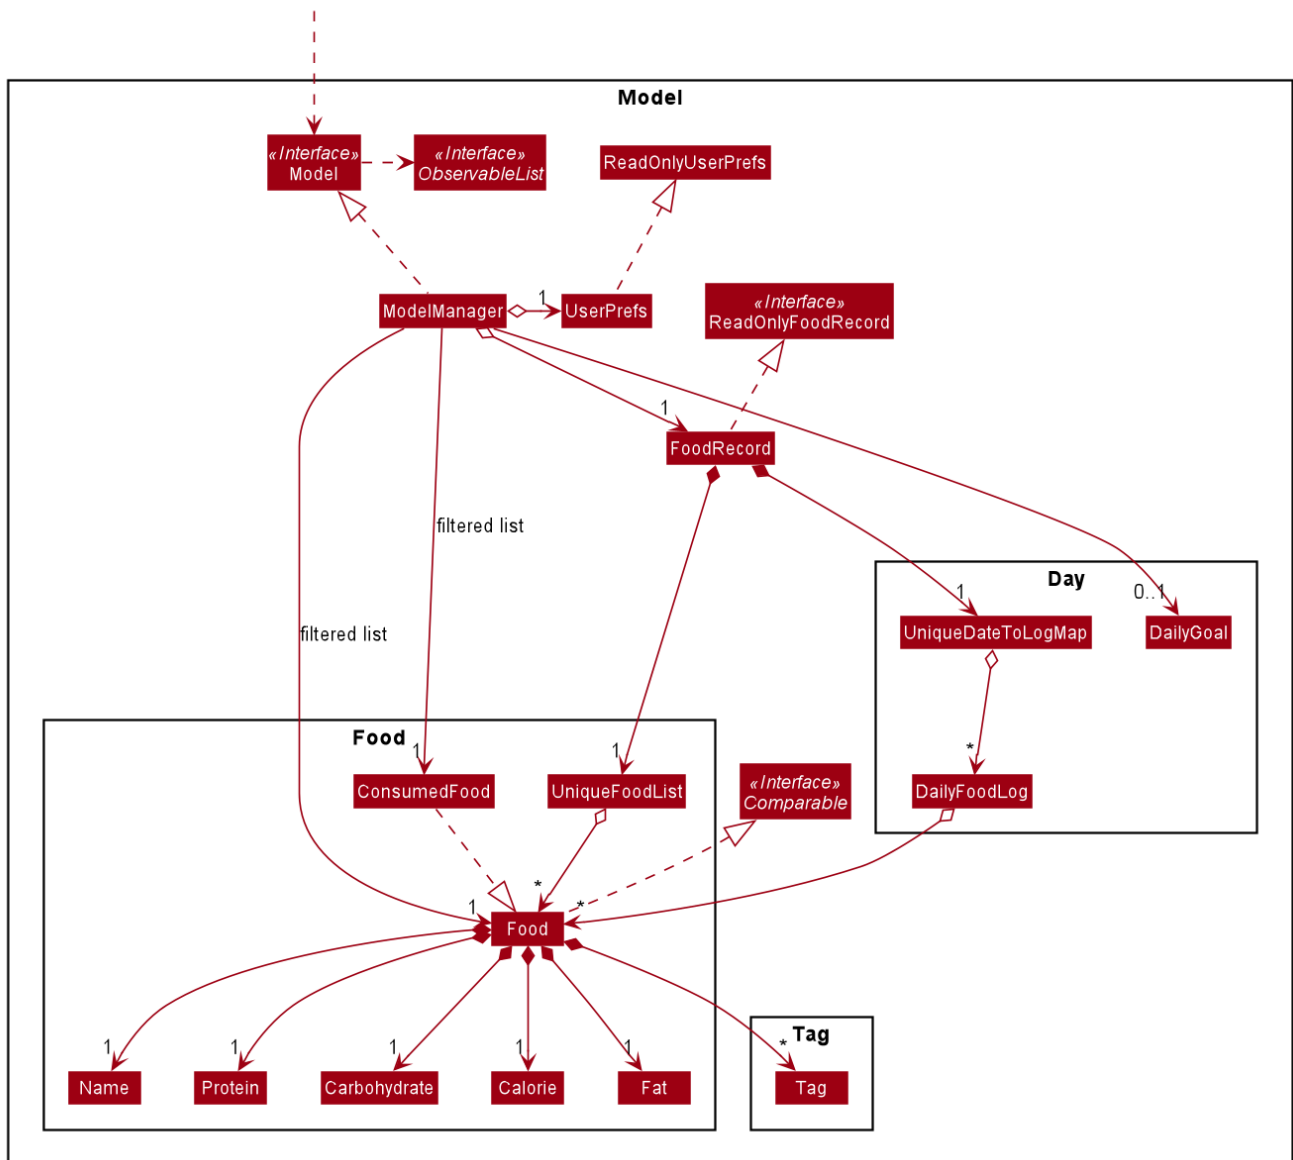 Model
«Interface»
Model
«Interface»
ObservableList
ReadOnlyUserPrefs
ModelManager
1
UserPrefs
«Interface»
ReadOnlyFoodRecord
1
FoodRecord
filtered list
filtered list
Day
1
0..1
UniqueDateToLogMap
DailyGoal
Food
1
1
*
ConsumedFood
UniqueFoodList
«Interface»
Comparable
DailyFoodLog
*
1
*
Food
Tag
1
1
1
1
1
*
Name
Protein
Carbohydrate
Calorie
Fat
Tag